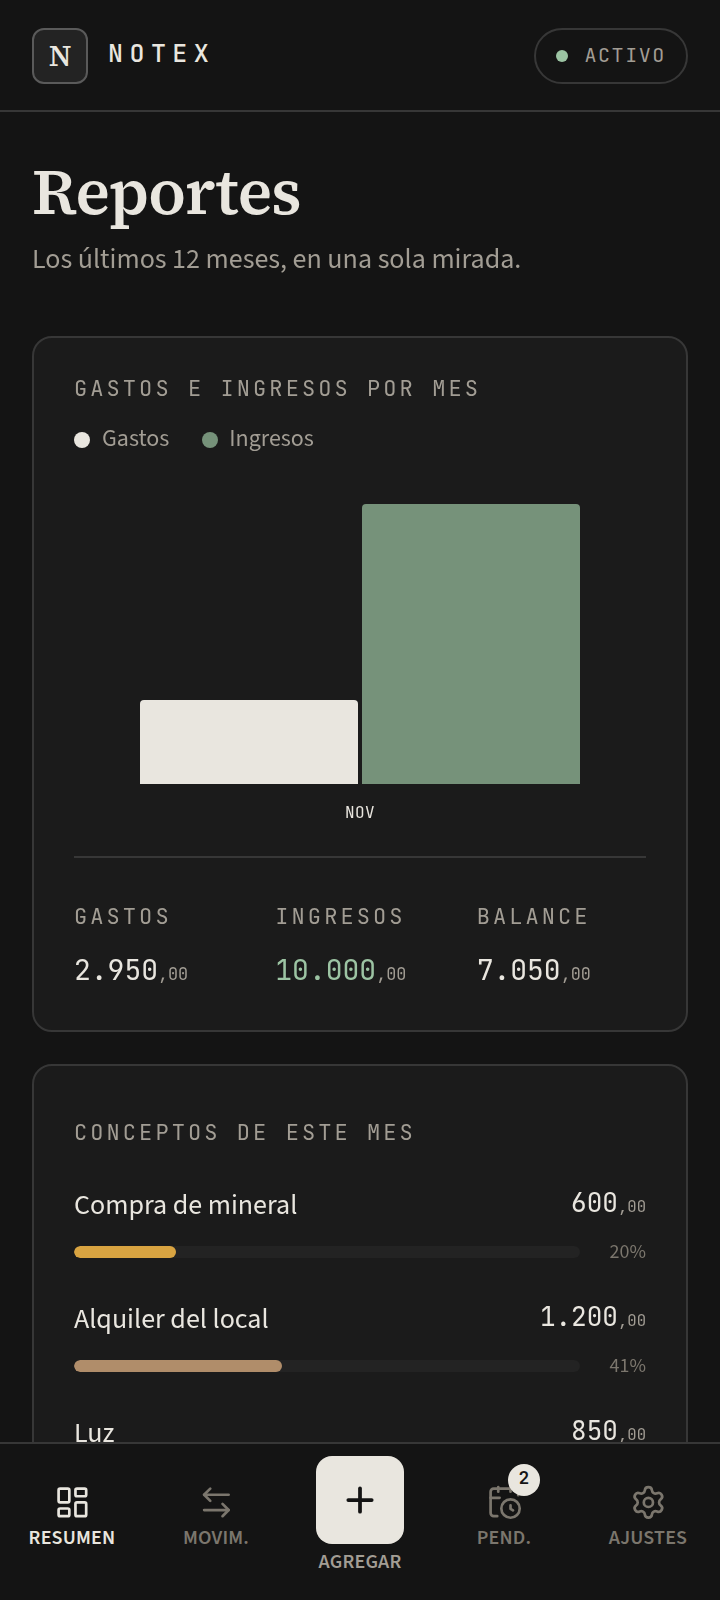 N NOTEX ACTIVO
Reportes
Los últimos 12 meses, en una sola mirada.
GASTOS E INGRESOS POR MES
Gastos Ingresos
NOV
GASTOS INGRESOS BALANCE
2.950,00 10.000,00 7.050,00
CONCEPTOS DE ESTE MES
Compra de mineral 600,00
20%
Alquiler del local 1.200,00
41%
Luz 850,00
2
RESUMEN MOVIM. AGREGAR PEND. AJUSTES